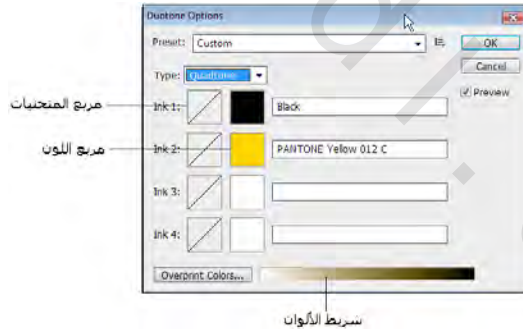 Duotone Options
Preset: Custom
OK
Cancel
Type: Quadtone
Preview
Ink 1: Black
مربع المنحنيات
Ink 2: PANTONE Yellow 012 C
مربع اللون
Ink 3:
Ink 4:
Overprint Colors...
شريط الألوان